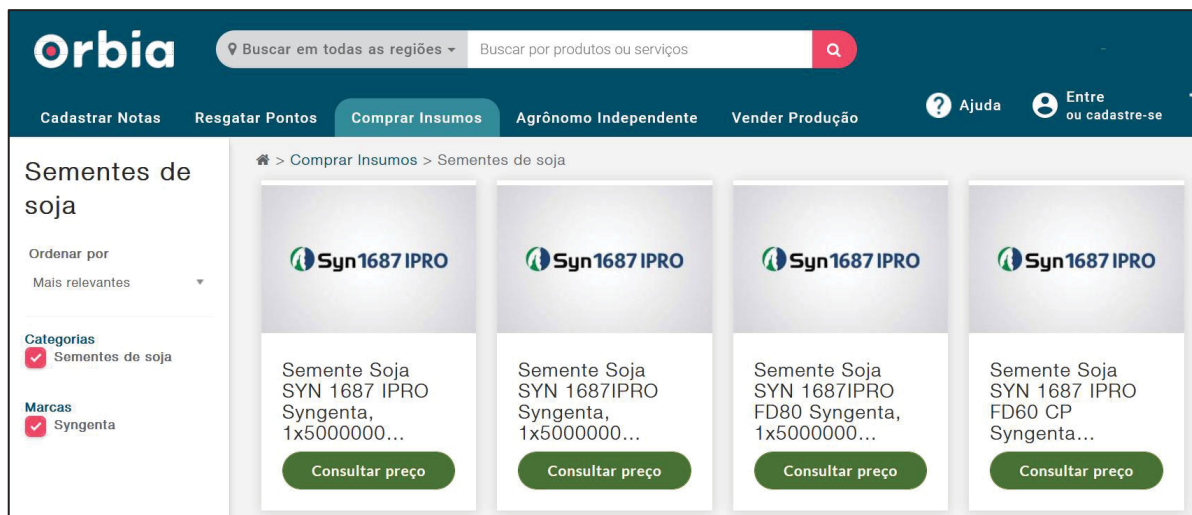 Orbia
Buscar em todas as regiões
Buscar por produtos ou serviços
Cadastrar Notas
Resgatar Pontos
Comprar Insumos
Agrônomo Independente
Vender Produção
? Ajuda
Entre
ou cadastre-se
Sementes de
soja
Ordenar por
Mais relevantes
Categorias
Sementes de soja
Marcas
Syngenta
> Comprar Insumos > Sementes de soja
Syn1687 IPRO
Semente Soja
SYN 1687 IPRO
Syngenta,
1x5000000...
Consultar preço
Syn1687 IPRO
Semente Soja
SYN 1687IPRO
Syngenta,
1x5000000...
Consultar preço
Syn1687 IPRO
Semente Soja
SYN 1687IPRO
FD80 Syngenta,
1x5000000...
Consultar preço
Syn1687 IPRO
Semente Soja
SYN 1687 IPRO
FD60 CP
Syngenta...
Consultar preço